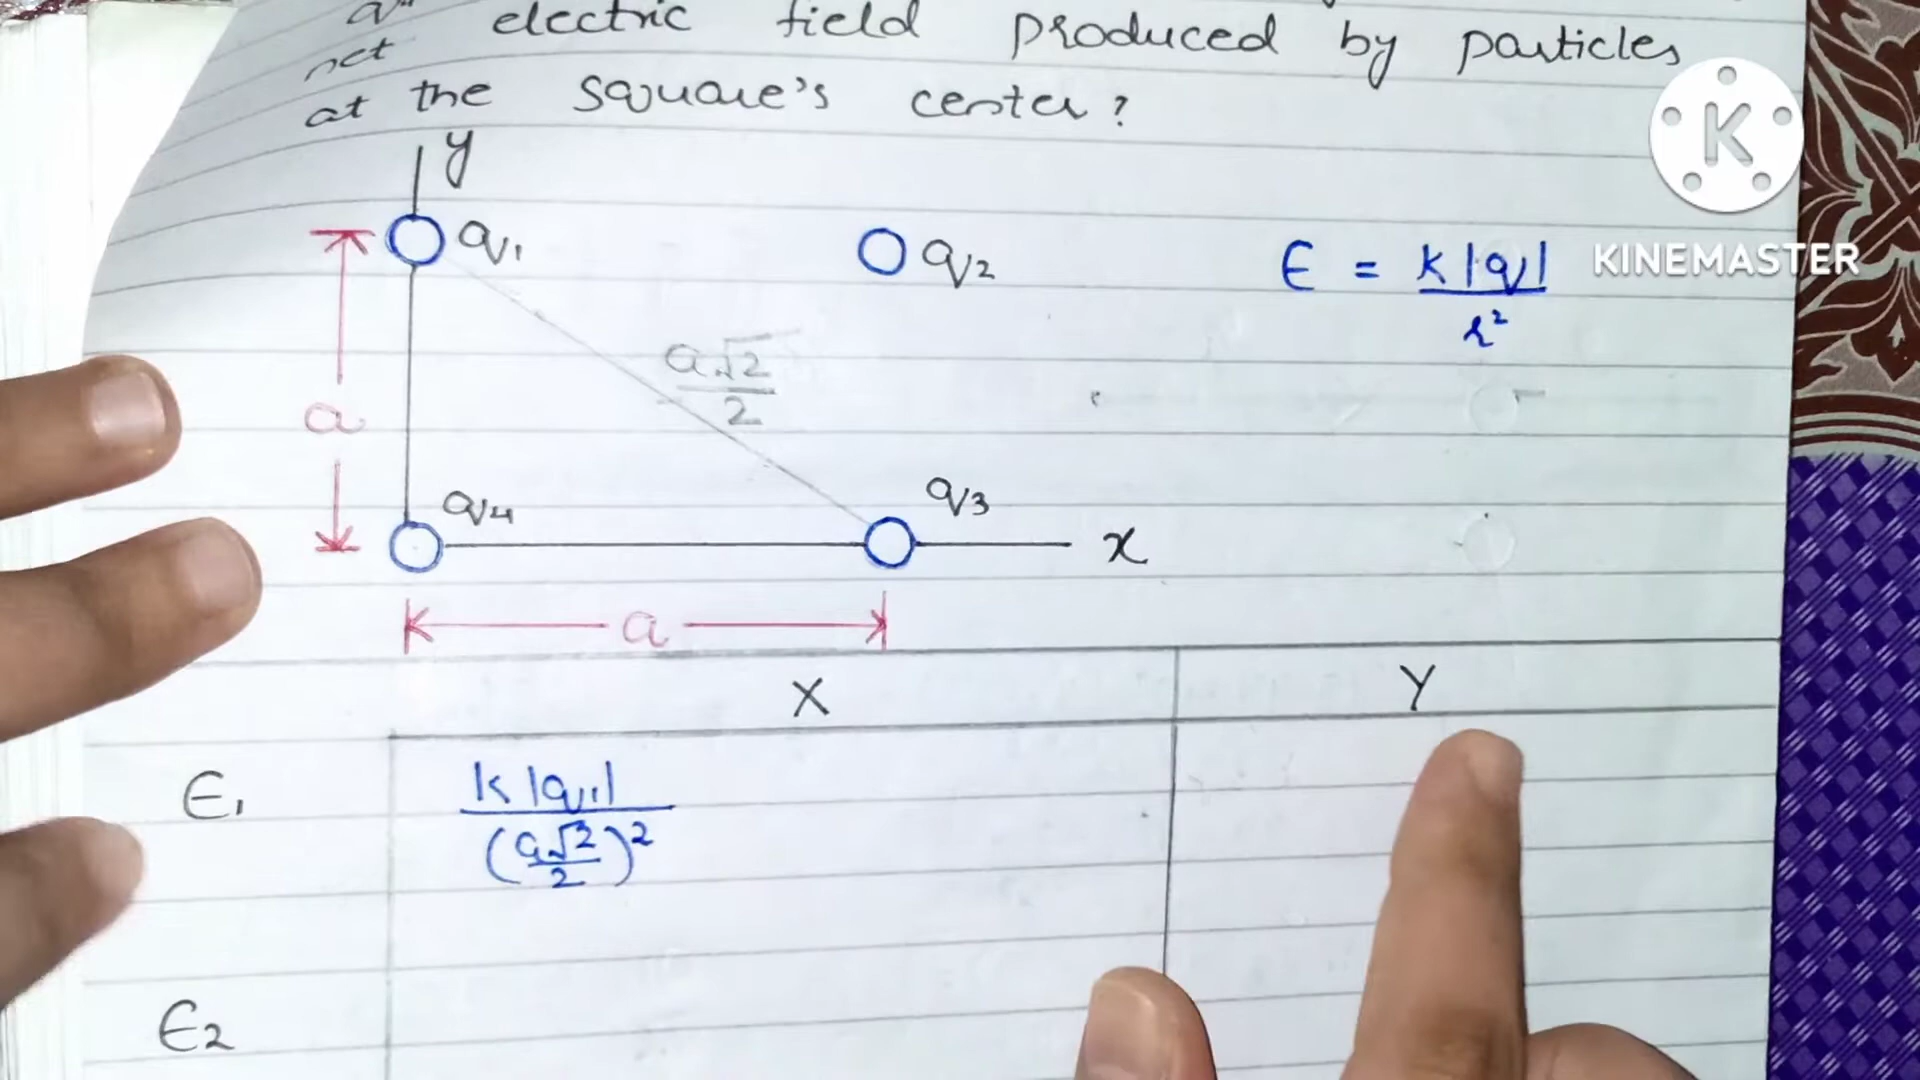 electric field produced by particles
net
at the square's center?
y
q₁
q₂
E = k|q|/r²
K
KINEMASTER
a√2/2
a
q₄
q₃
x
a
X Y
E₁ k|q₁|/(a√2/2)²
E₂